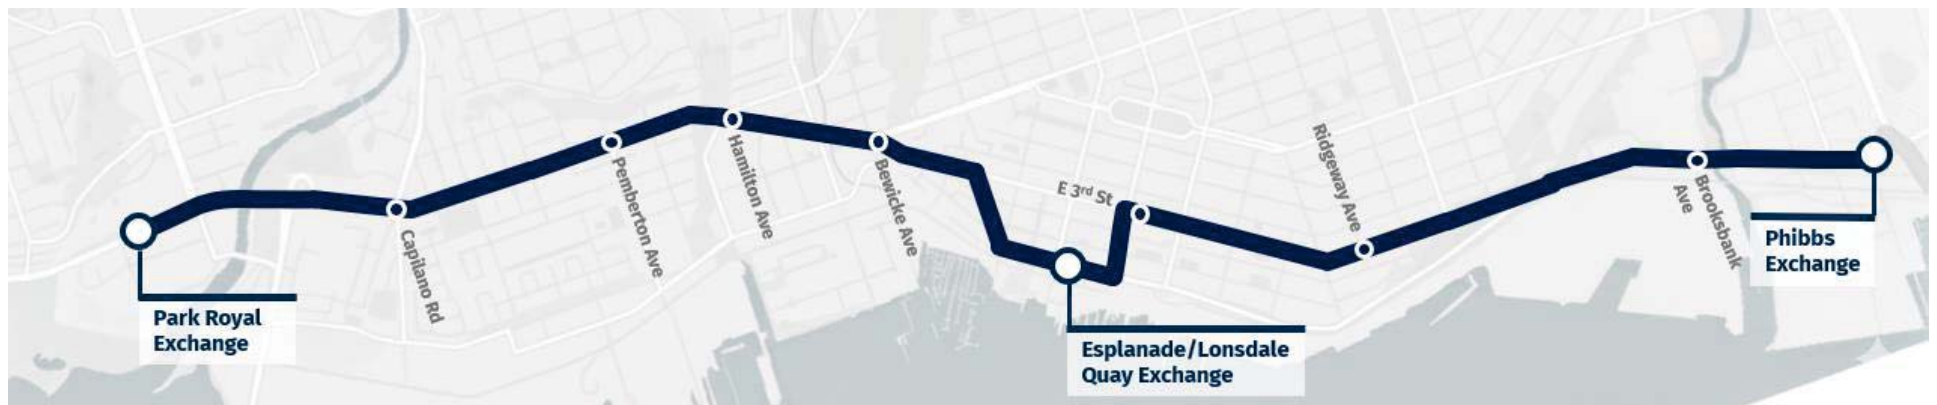 Park Royal
Exchange
Capilano Rd
Pemberton Ave
Hamilton Ave
Bewicke Ave
Esplanade/Lonsdale
Quay Exchange
E 3rd St
Ridgeway Ave
Brooksbank
Ave
Phibbs
Exchange